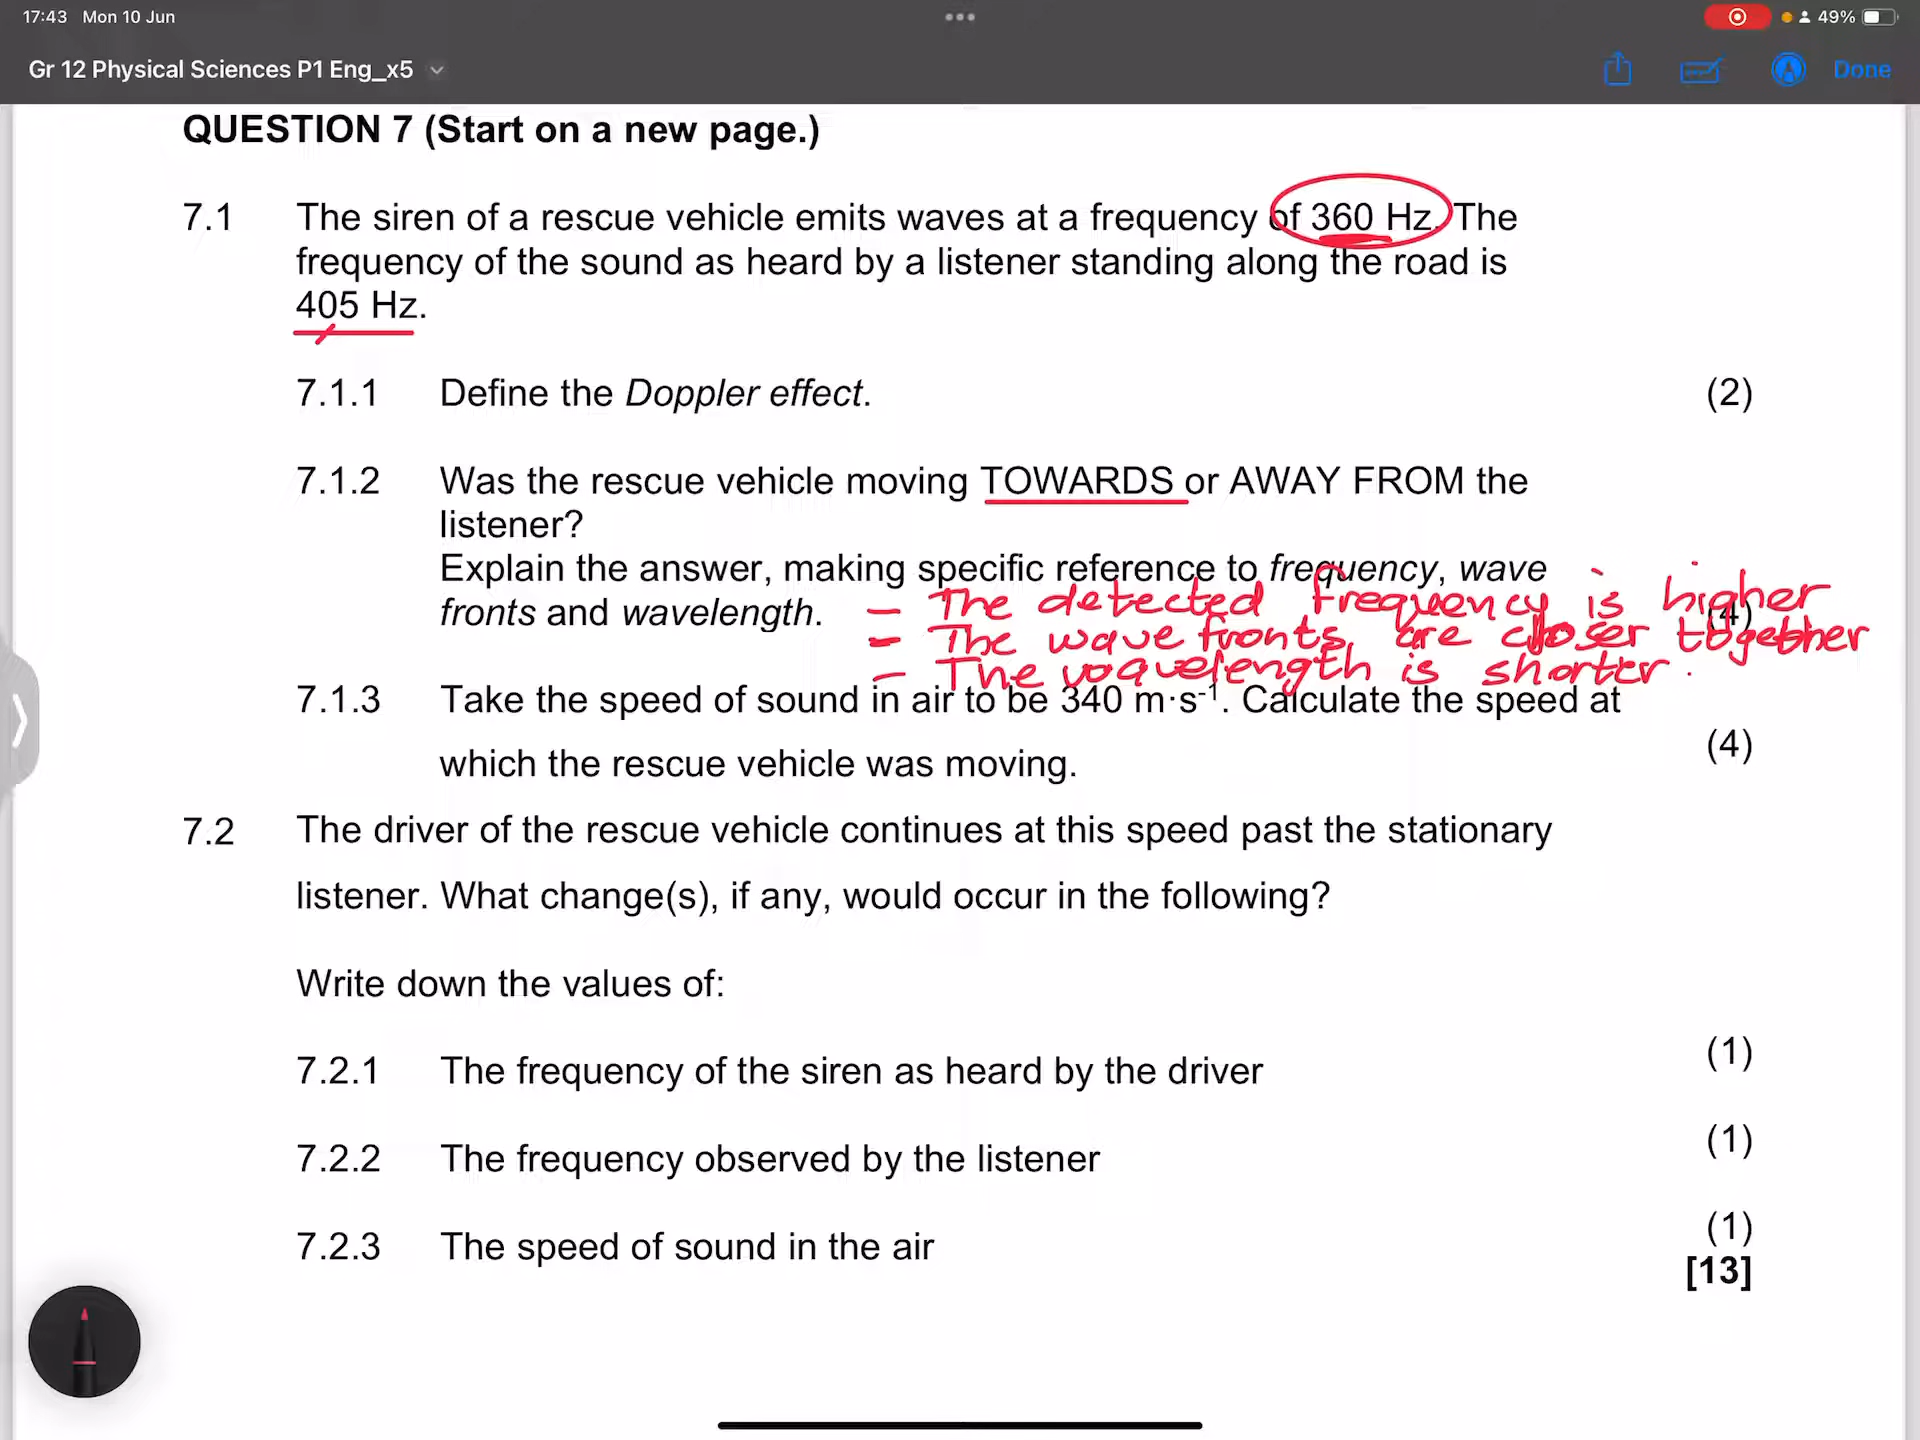 17:43 Mon 10 Jun
49%
Gr 12 Physical Sciences P1 Eng_x5
Done
QUESTION 7 (Start on a new page.)
7.1 The siren of a rescue vehicle emits waves at a frequency of 360 Hz. The
frequency of the sound as heard by a listener standing along the road is
405 Hz.
7.1.1 Define the Doppler effect. (2)
7.1.2 Was the rescue vehicle moving TOWARDS or AWAY FROM the
listener?
Explain the answer, making specific reference to frequency, wave
fronts and wavelength. (4)
- The detected frequency is higher
- The wave fronts are closer together
- The wavelength is shorter.
7.1.3 Take the speed of sound in air to be 340 m·s⁻¹. Calculate the speed at
which the rescue vehicle was moving. (4)
7.2 The driver of the rescue vehicle continues at this speed past the stationary
listener. What change(s), if any, would occur in the following?
Write down the values of:
7.2.1 The frequency of the siren as heard by the driver (1)
7.2.2 The frequency observed by the listener (1)
7.2.3 The speed of sound in the air (1)
[13]